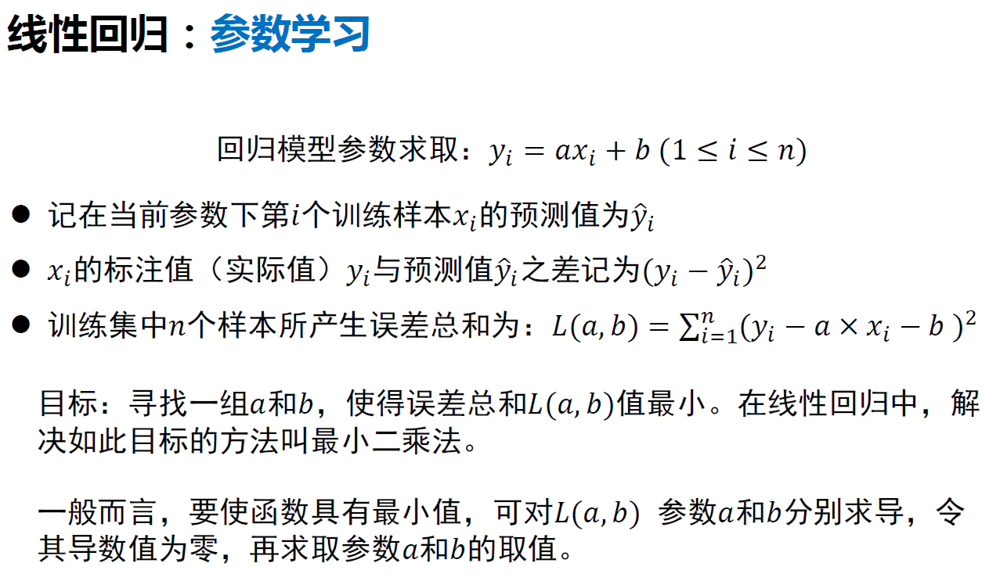 线性回归：参数学习
回归模型参数求取：$y_i = ax_i + b\ (1 \leq i \leq n)$
● 记在当前参数下第$i$个训练样本$x_i$的预测值为$\hat{y}_i$
● $x_i$的标注值（实际值）$y_i$与预测值$\hat{y}_i$之差记为$(y_i - \hat{y}_i)^2$
● 训练集中$n$个样本所产生误差总和为：$L(a, b) = \sum_{i=1}^{n}(y_i - a \times x_i - b\ )^2$
目标：寻找一组$a$和$b$，使得误差总和$L(a, b)$值最小。在线性回归中，解
决如此目标的方法叫最小二乘法。
一般而言，要使函数具有最小值，可对$L(a, b)$ 参数$a$和$b$分别求导，令
其导数值为零，再求取参数$a$和$b$的取值。